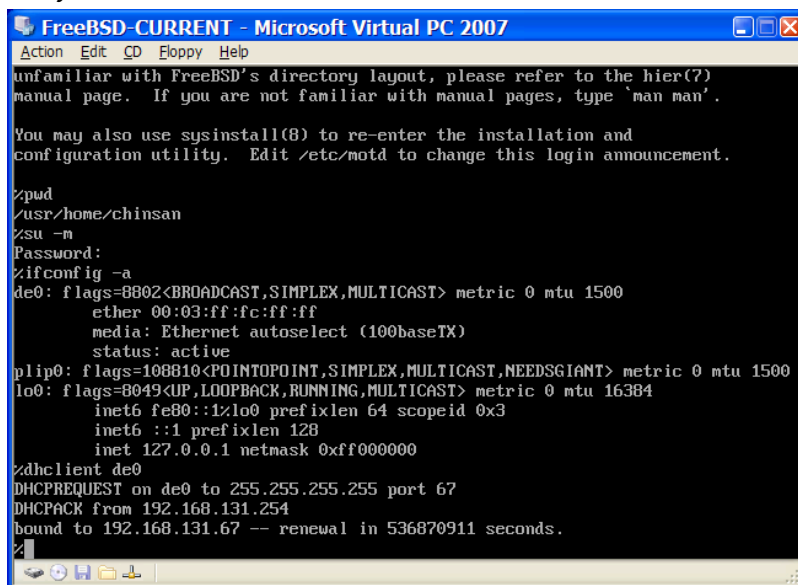 FreeBSD-CURRENT - Microsoft Virtual PC 2007
Action Edit CD Floppy Help
unfamiliar with FreeBSD's directory layout, please refer to the hier(7)
manual page.  If you are not familiar with manual pages, type `man man'.
You may also use sysinstall(8) to re-enter the installation and
configuration utility.  Edit /etc/motd to change this login announcement.
%pwd
/usr/home/chinsan
%su -m
Password:
%ifconfig -a
de0: flags=8802<BROADCAST,SIMPLEX,MULTICAST> metric 0 mtu 1500
ether 00:03:ff:fc:ff:ff
media: Ethernet autoselect (100baseTX)
status: active
plip0: flags=108810<POINTOPOINT,SIMPLEX,MULTICAST,NEEDSGIANT> metric 0 mtu 1500
lo0: flags=8049<UP,LOOPBACK,RUNNING,MULTICAST> metric 0 mtu 16384
inet6 fe80::1%lo0 prefixlen 64 scopeid 0x3
inet6 ::1 prefixlen 128
inet 127.0.0.1 netmask 0xff000000
%dhclient de0
DHCPREQUEST on de0 to 255.255.255.255 port 67
DHCPACK from 192.168.131.254
bound to 192.168.131.67 -- renewal in 536870911 seconds.
%